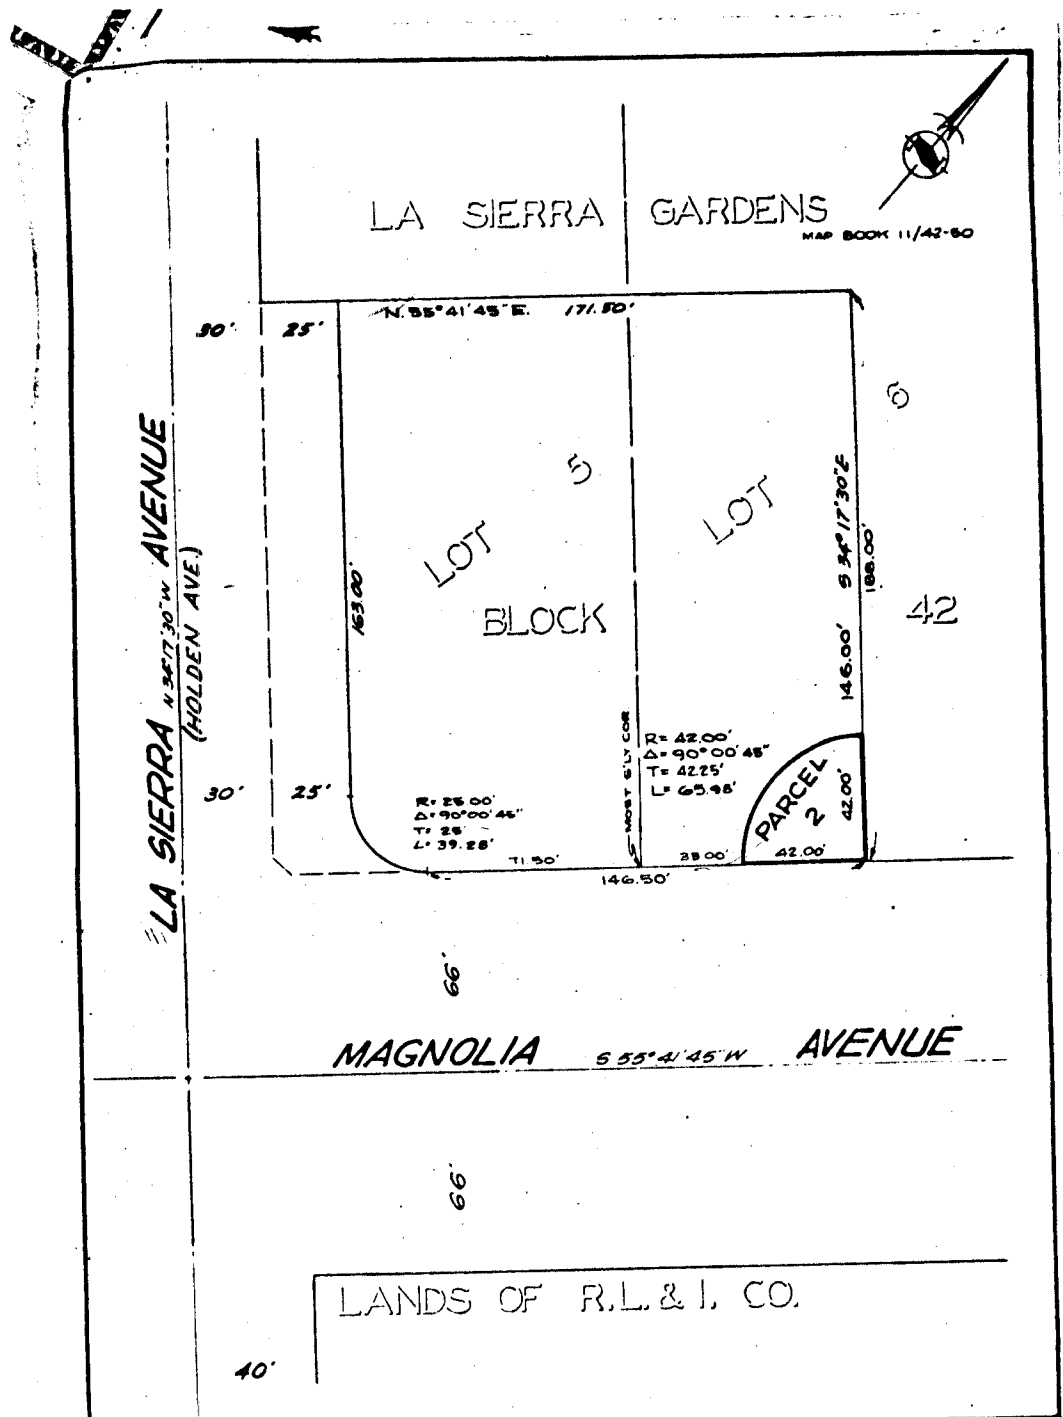 LA SIERRA GARDENS
MAP BOOK 11/42-50
N. 55°41'45" E. 171.50'
30'
25'
6
5
LOT
LOT
BLOCK
42
163.00'
S 34°17'30" E
146.00'
188.00'
LA SIERRA AVENUE
N 34°17'30" W
(HOLDEN AVE.)
30'
25'
R= 25.00'
Δ= 90°00'45"
T= 25'
L= 39.28'
MOST S'LY COR
R= 42.00'
Δ= 90°00'45"
T= 42.25'
L= 65.98'
PARCEL
2
42.00'
42.00'
71.50'
33.00'
146.50'
66'
MAGNOLIA AVENUE
S 55°41'45" W
66'
LANDS OF R.L. & I. CO.
40'